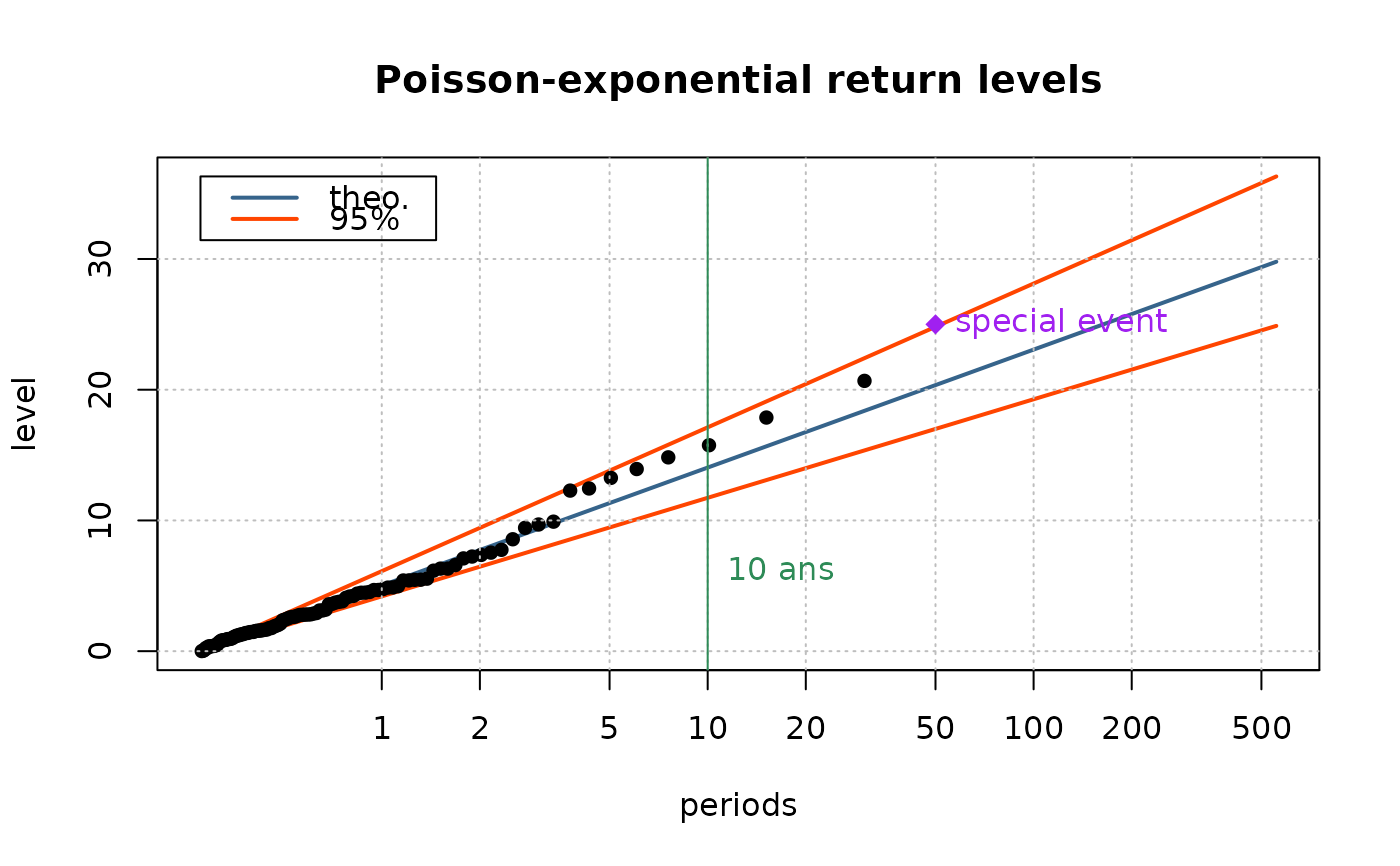 Poisson-exponential return levels
theo.
95%
30
20
10
0
level
special event
10 ans
1 2 5 10 20 50 100 200 500
periods